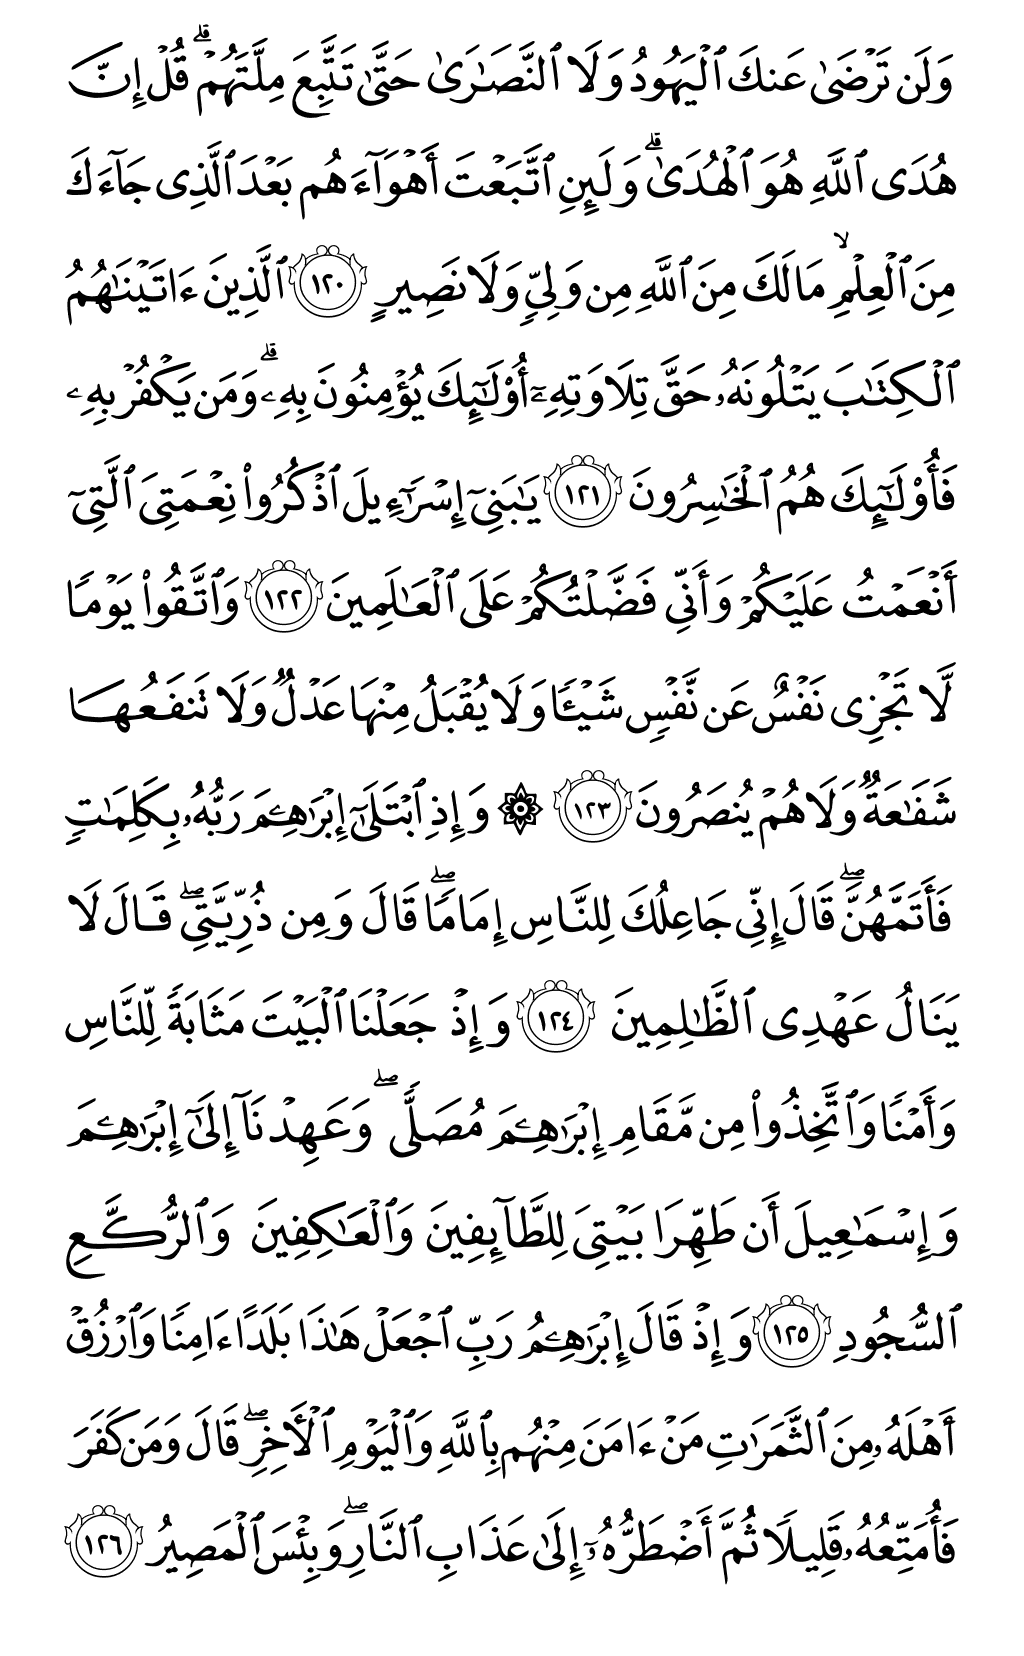 وَلَن تَرْضَىٰ عَنكَ ٱلْيَهُودُ وَلَا ٱلنَّصَـٰرَىٰ حَتَّىٰ تَتَّبِعَ مِلَّتَهُمْ ۗ قُلْ إِنَّ
هُدَى ٱللَّهِ هُوَ ٱلْهُدَىٰ ۗ وَلَئِنِ ٱتَّبَعْتَ أَهْوَآءَهُم بَعْدَ ٱلَّذِى جَآءَكَ
مِنَ ٱلْعِلْمِ ۙ مَا لَكَ مِنَ ٱللَّهِ مِن وَلِىٍّ وَلَا نَصِيرٍ ١٢٠ ٱلَّذِينَ ءَاتَيْنَـٰهُمُ
ٱلْكِتَـٰبَ يَتْلُونَهُۥ حَقَّ تِلَاوَتِهِۦٓ أُو۟لَـٰٓئِكَ يُؤْمِنُونَ بِهِۦ ۗ وَمَن يَكْفُرْ بِهِۦ
فَأُو۟لَـٰٓئِكَ هُمُ ٱلْخَـٰسِرُونَ ١٢١ يَـٰبَنِىٓ إِسْرَٰٓءِيلَ ٱذْكُرُوا۟ نِعْمَتِىَ ٱلَّتِىٓ
أَنْعَمْتُ عَلَيْكُمْ وَأَنِّى فَضَّلْتُكُمْ عَلَى ٱلْعَـٰلَمِينَ ١٢٢ وَٱتَّقُوا۟ يَوْمًا
لَّا تَجْزِى نَفْسٌ عَن نَّفْسٍ شَيْـًٔا وَلَا يُقْبَلُ مِنْهَا عَدْلٌ وَلَا تَنفَعُهَا
شَفَـٰعَةٌ وَلَا هُمْ يُنصَرُونَ ١٢٣ ۞ وَإِذِ ٱبْتَلَىٰٓ إِبْرَٰهِـۧمَ رَبُّهُۥ بِكَلِمَـٰتٍ
فَأَتَمَّهُنَّ ۖ قَالَ إِنِّى جَاعِلُكَ لِلنَّاسِ إِمَامًا ۖ قَالَ وَمِن ذُرِّيَّتِى ۖ قَالَ لَا
يَنَالُ عَهْدِى ٱلظَّـٰلِمِينَ ١٢٤ وَإِذْ جَعَلْنَا ٱلْبَيْتَ مَثَابَةً لِّلنَّاسِ
وَأَمْنًا وَٱتَّخِذُوا۟ مِن مَّقَامِ إِبْرَٰهِـۧمَ مُصَلًّى ۖ وَعَهِدْنَآ إِلَىٰٓ إِبْرَٰهِـۧمَ
وَإِسْمَـٰعِيلَ أَن طَهِّرَا بَيْتِىَ لِلطَّآئِفِينَ وَٱلْعَـٰكِفِينَ وَٱلرُّكَّعِ
ٱلسُّجُودِ ١٢٥ وَإِذْ قَالَ إِبْرَٰهِـۧمُ رَبِّ ٱجْعَلْ هَـٰذَا بَلَدًا ءَامِنًا وَٱرْزُقْ
أَهْلَهُۥ مِنَ ٱلثَّمَرَٰتِ مَنْ ءَامَنَ مِنْهُم بِٱللَّهِ وَٱلْيَوْمِ ٱلْـَٔاخِرِ ۖ قَالَ وَمَن كَفَرَ
فَأُمَتِّعُهُۥ قَلِيلًا ثُمَّ أَضْطَرُّهُۥٓ إِلَىٰ عَذَابِ ٱلنَّارِ ۖ وَبِئْسَ ٱلْمَصِيرُ ١٢٦